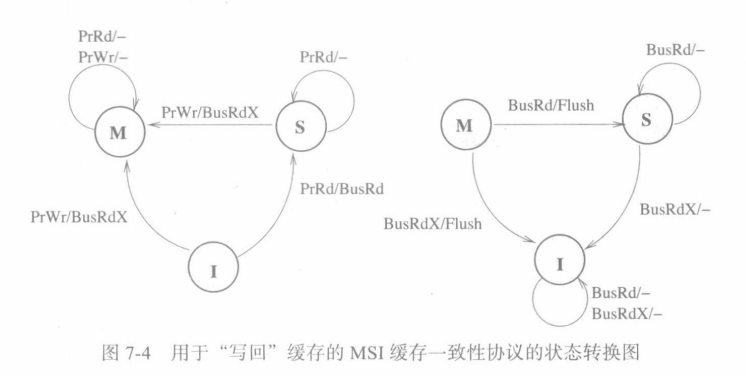 PrRd/–
PrWr/–
PrRd/–
M
PrWr/BusRdX
S
PrWr/BusRdX
PrRd/BusRd
I
BusRd/–
M
BusRd/Flush
S
BusRdX/Flush
BusRdX/–
I
BusRd/–
BusRdX/–
图 7-4 用于“写回”缓存的 MSI 缓存一致性协议的状态转换图